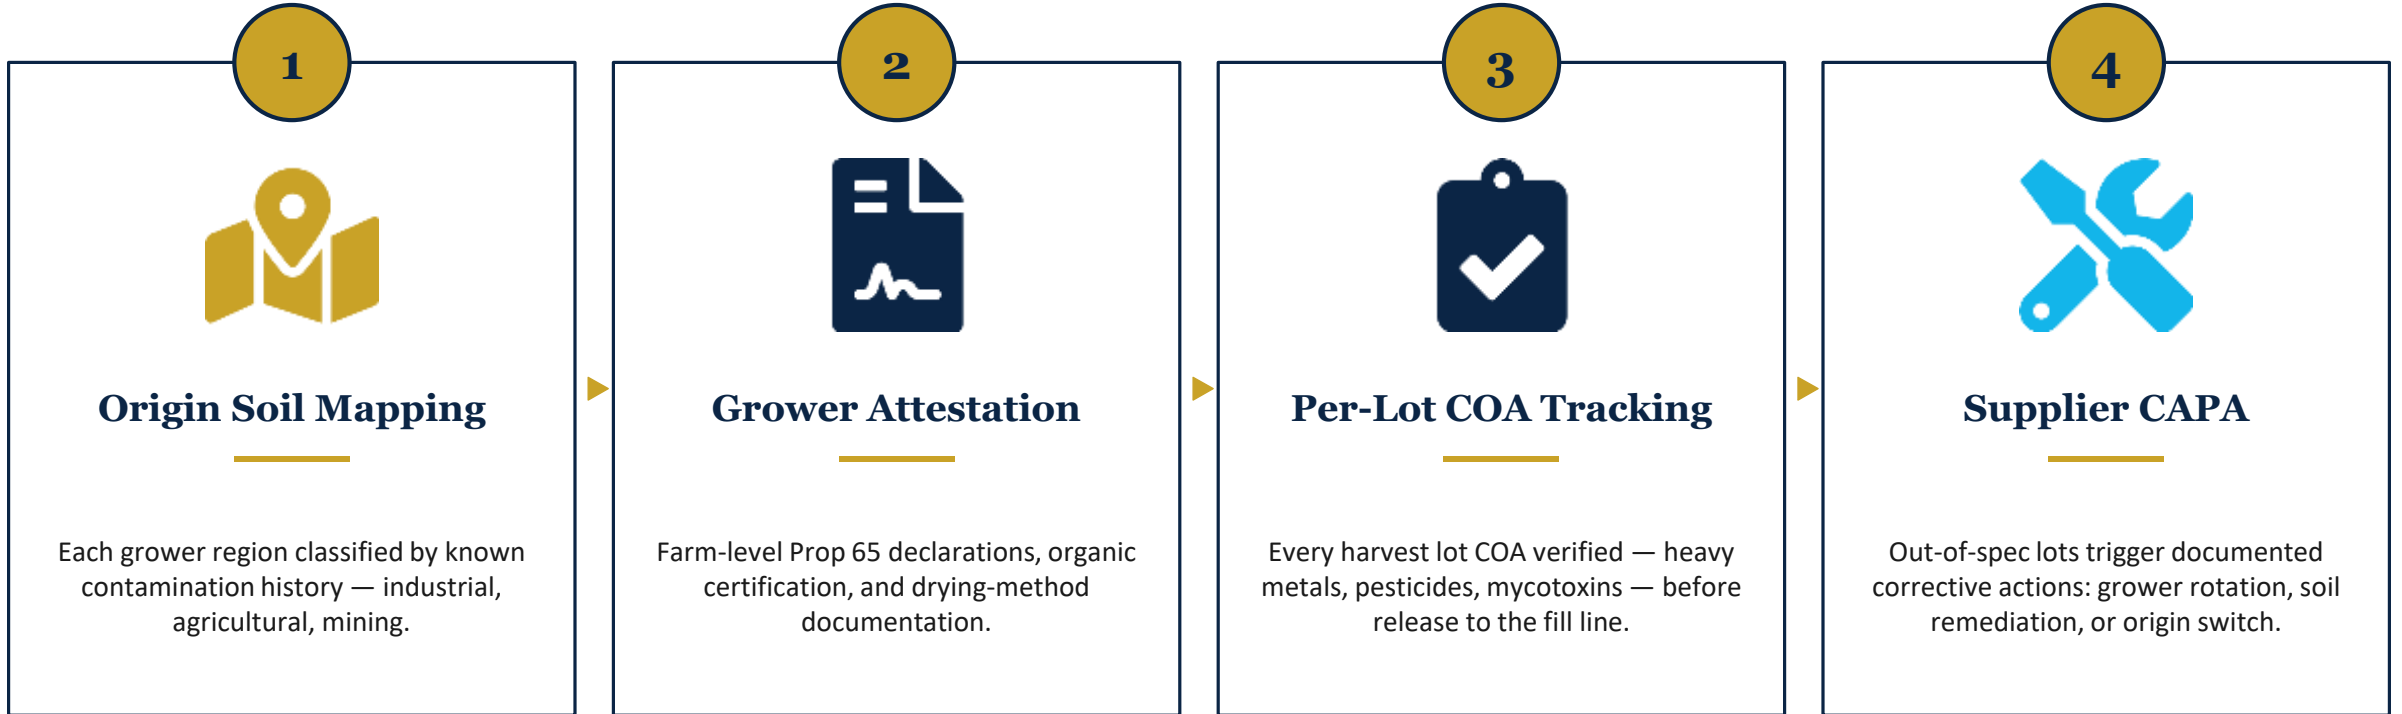 1
Origin Soil Mapping
Each grower region classified by known
contamination history — industrial,
agricultural, mining.
2
Grower Attestation
Farm-level Prop 65 declarations, organic
certification, and drying-method
documentation.
3
Per-Lot COA Tracking
Every harvest lot COA verified — heavy
metals, pesticides, mycotoxins — before
release to the fill line.
4
Supplier CAPA
Out-of-spec lots trigger documented
corrective actions: grower rotation, soil
remediation, or origin switch.